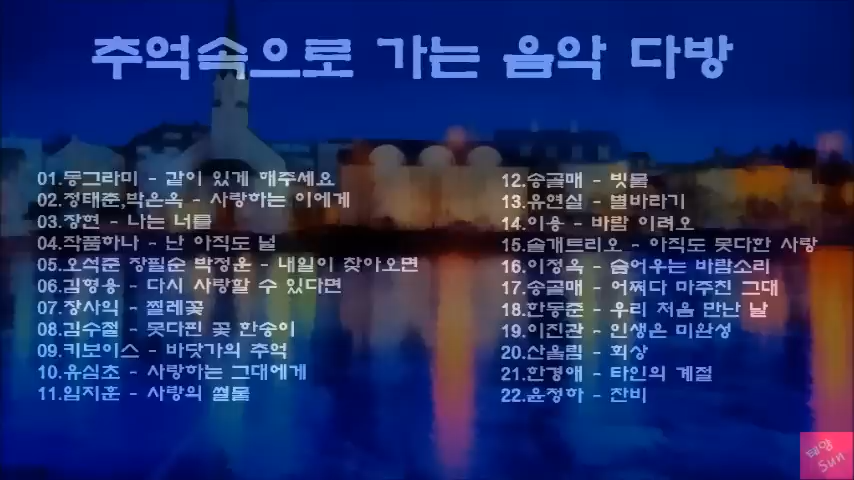 추억속으로 가는 음악 다방
01.동그라미 - 같이 있게 해주세요
02.정태춘,박은옥 - 사랑하는 이에게
03.장현 - 나는 너를
04.작품하나 - 난 아직도 널
05.오석준 장필순 박정운 - 내일이 찾아오면
06.김형용 - 다시 사랑할 수 있다면
07.장사익 - 찔레꽃
08.김수철 - 못다핀 꽃 한송이
09.키보이스 - 바닷가의 추억
10.유심초 - 사랑하는 그대에게
11.임지훈 - 사랑의 썰물
12.송골매 - 빗물
13.유연실 - 별바라기
14.이용 - 바람 이려오
15.솔개트리오 - 아직도 못다한 사랑
16.이정옥 - 숨어우는 바람소리
17.송골매 - 어쩌다 마주친 그대
18.한동준 - 우리 처음 만난 날
19.이진관 - 인생은 미완성
20.산울림 - 회상
21.한경애 - 타인의 계절
22.윤정하 - 찬비
태양
Sun